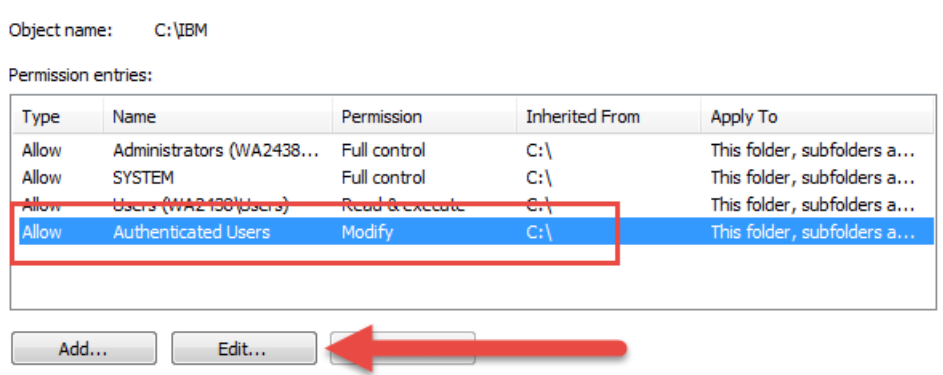 Object name: C:\IBM
Permission entries:
Type Name Permission Inherited From Apply To
Allow Administrators (WA2438... Full control C:\ This folder, subfolders a...
Allow SYSTEM Full control C:\ This folder, subfolders a...
Allow Users (WA2438\Users) Read & execute C:\ This folder, subfolders a...
Allow Authenticated Users Modify C:\ This folder, subfolders a...
Add... Edit...